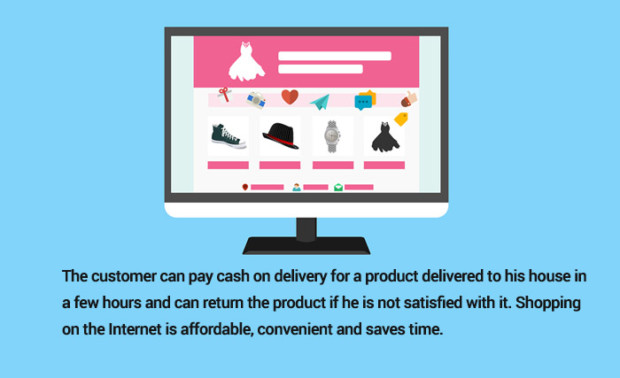 The customer can pay cash on delivery for a product delivered to his house in
a few hours and can return the product if he is not satisfied with it. Shopping
on the Internet is affordable, convenient and saves time.